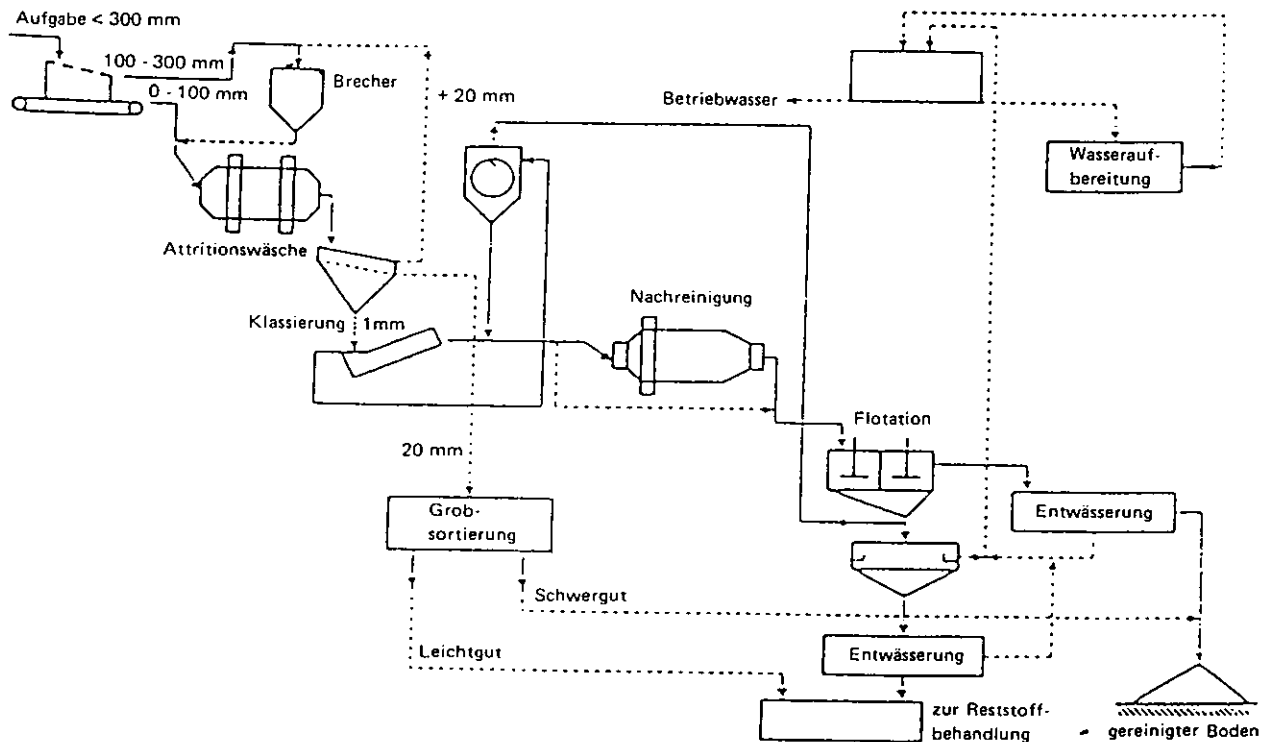 Aufgabe < 300 mm
100 - 300 mm
0 - 100 mm
Brecher
+ 20 mm
Betriebwasser
Wasserauf-
bereitung
Attritionswäsche
Klassierung
1mm
Nachreinigung
Flotation
20 mm
Grob-
sortierung
Entwässerung
Schwergut
Leichtgut
Entwässerung
zur Reststoff-
behandlung
gereinigter Boden